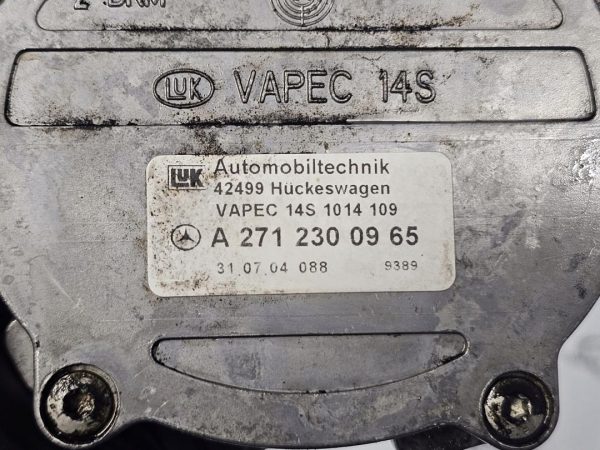 LUK VAPEC 14S
LUK Automobiltechnik
42499 Hückeswagen
VAPEC 14S 1014 109
A 271 230 09 65
31.07.04 088 9389